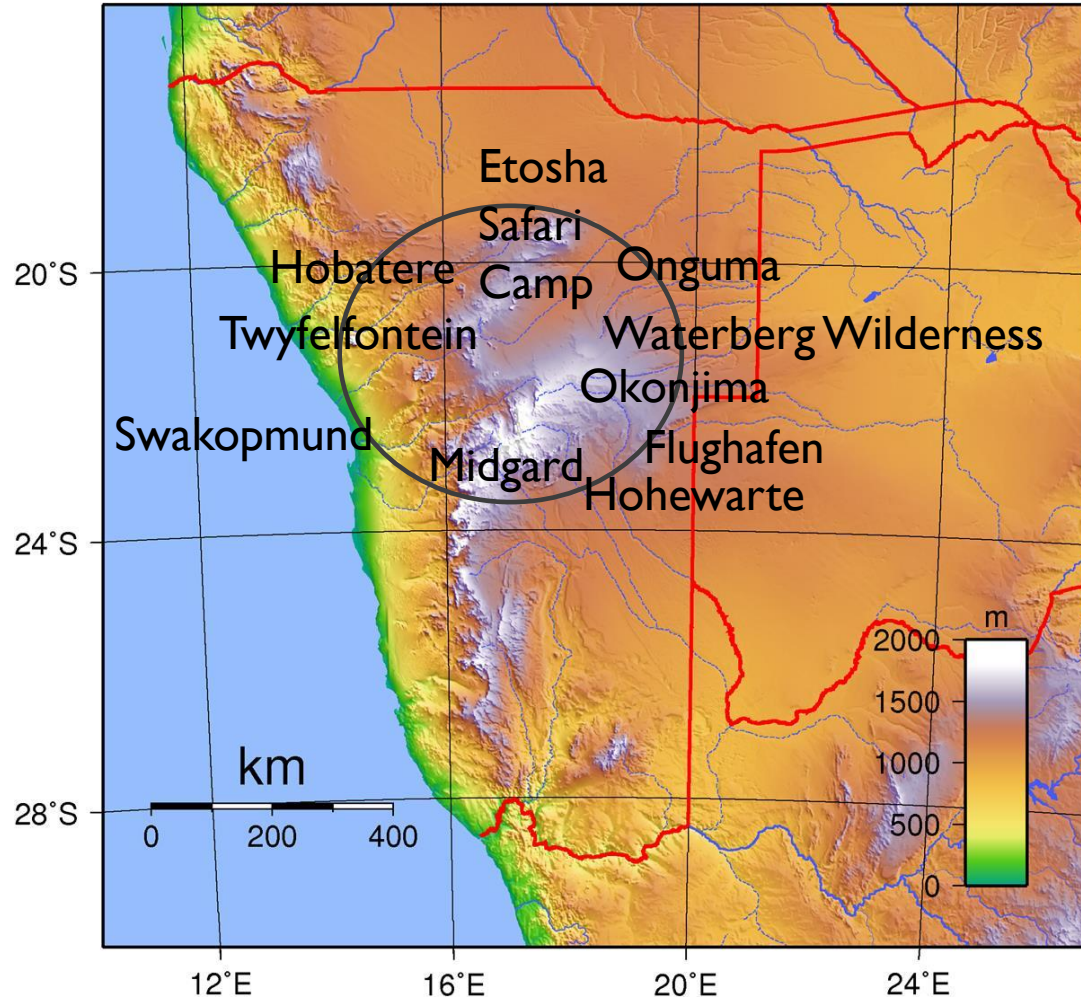 Etosha
Safari
Camp
Hobatere
Onguma
20°S
Twyfelfontein
Waterberg Wilderness
Okonjima
Swakopmund
Flughafen
Midgard
Hohewarte
24°S
m
2000
1500
1000
500
0
km
0 200 400
28°S
12°E 16°E 20°E 24°E